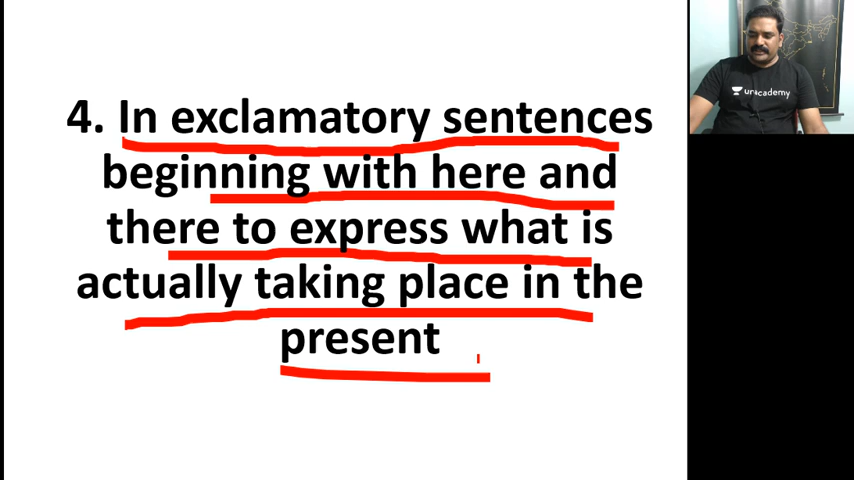 4. In exclamatory sentences
beginning with here and
there to express what is
actually taking place in the
present
unacademy